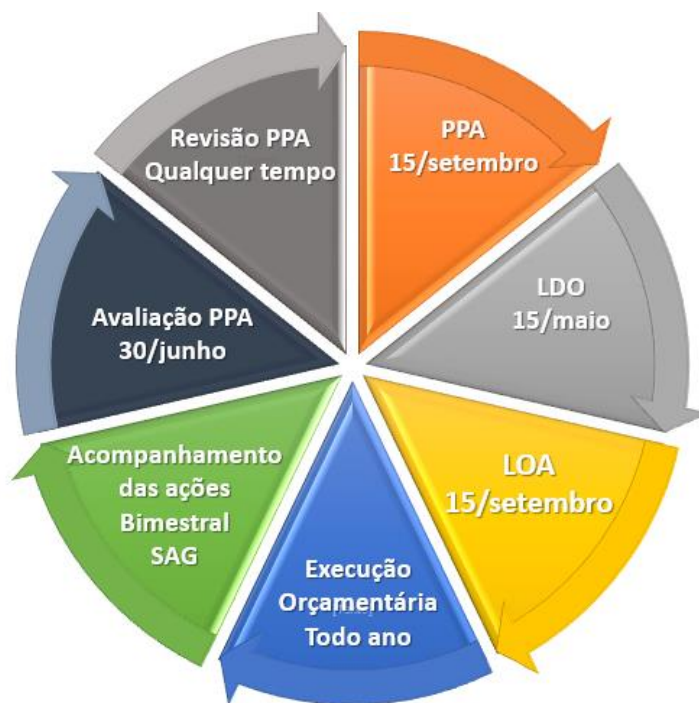 PPA
15/setembro
LDO
15/maio
LOA
15/setembro
Execução
Orçamentária
Todo ano
Acompanhamento
das ações
Bimestral
SAG
Avaliação PPA
30/junho
Revisão PPA
Qualquer tempo